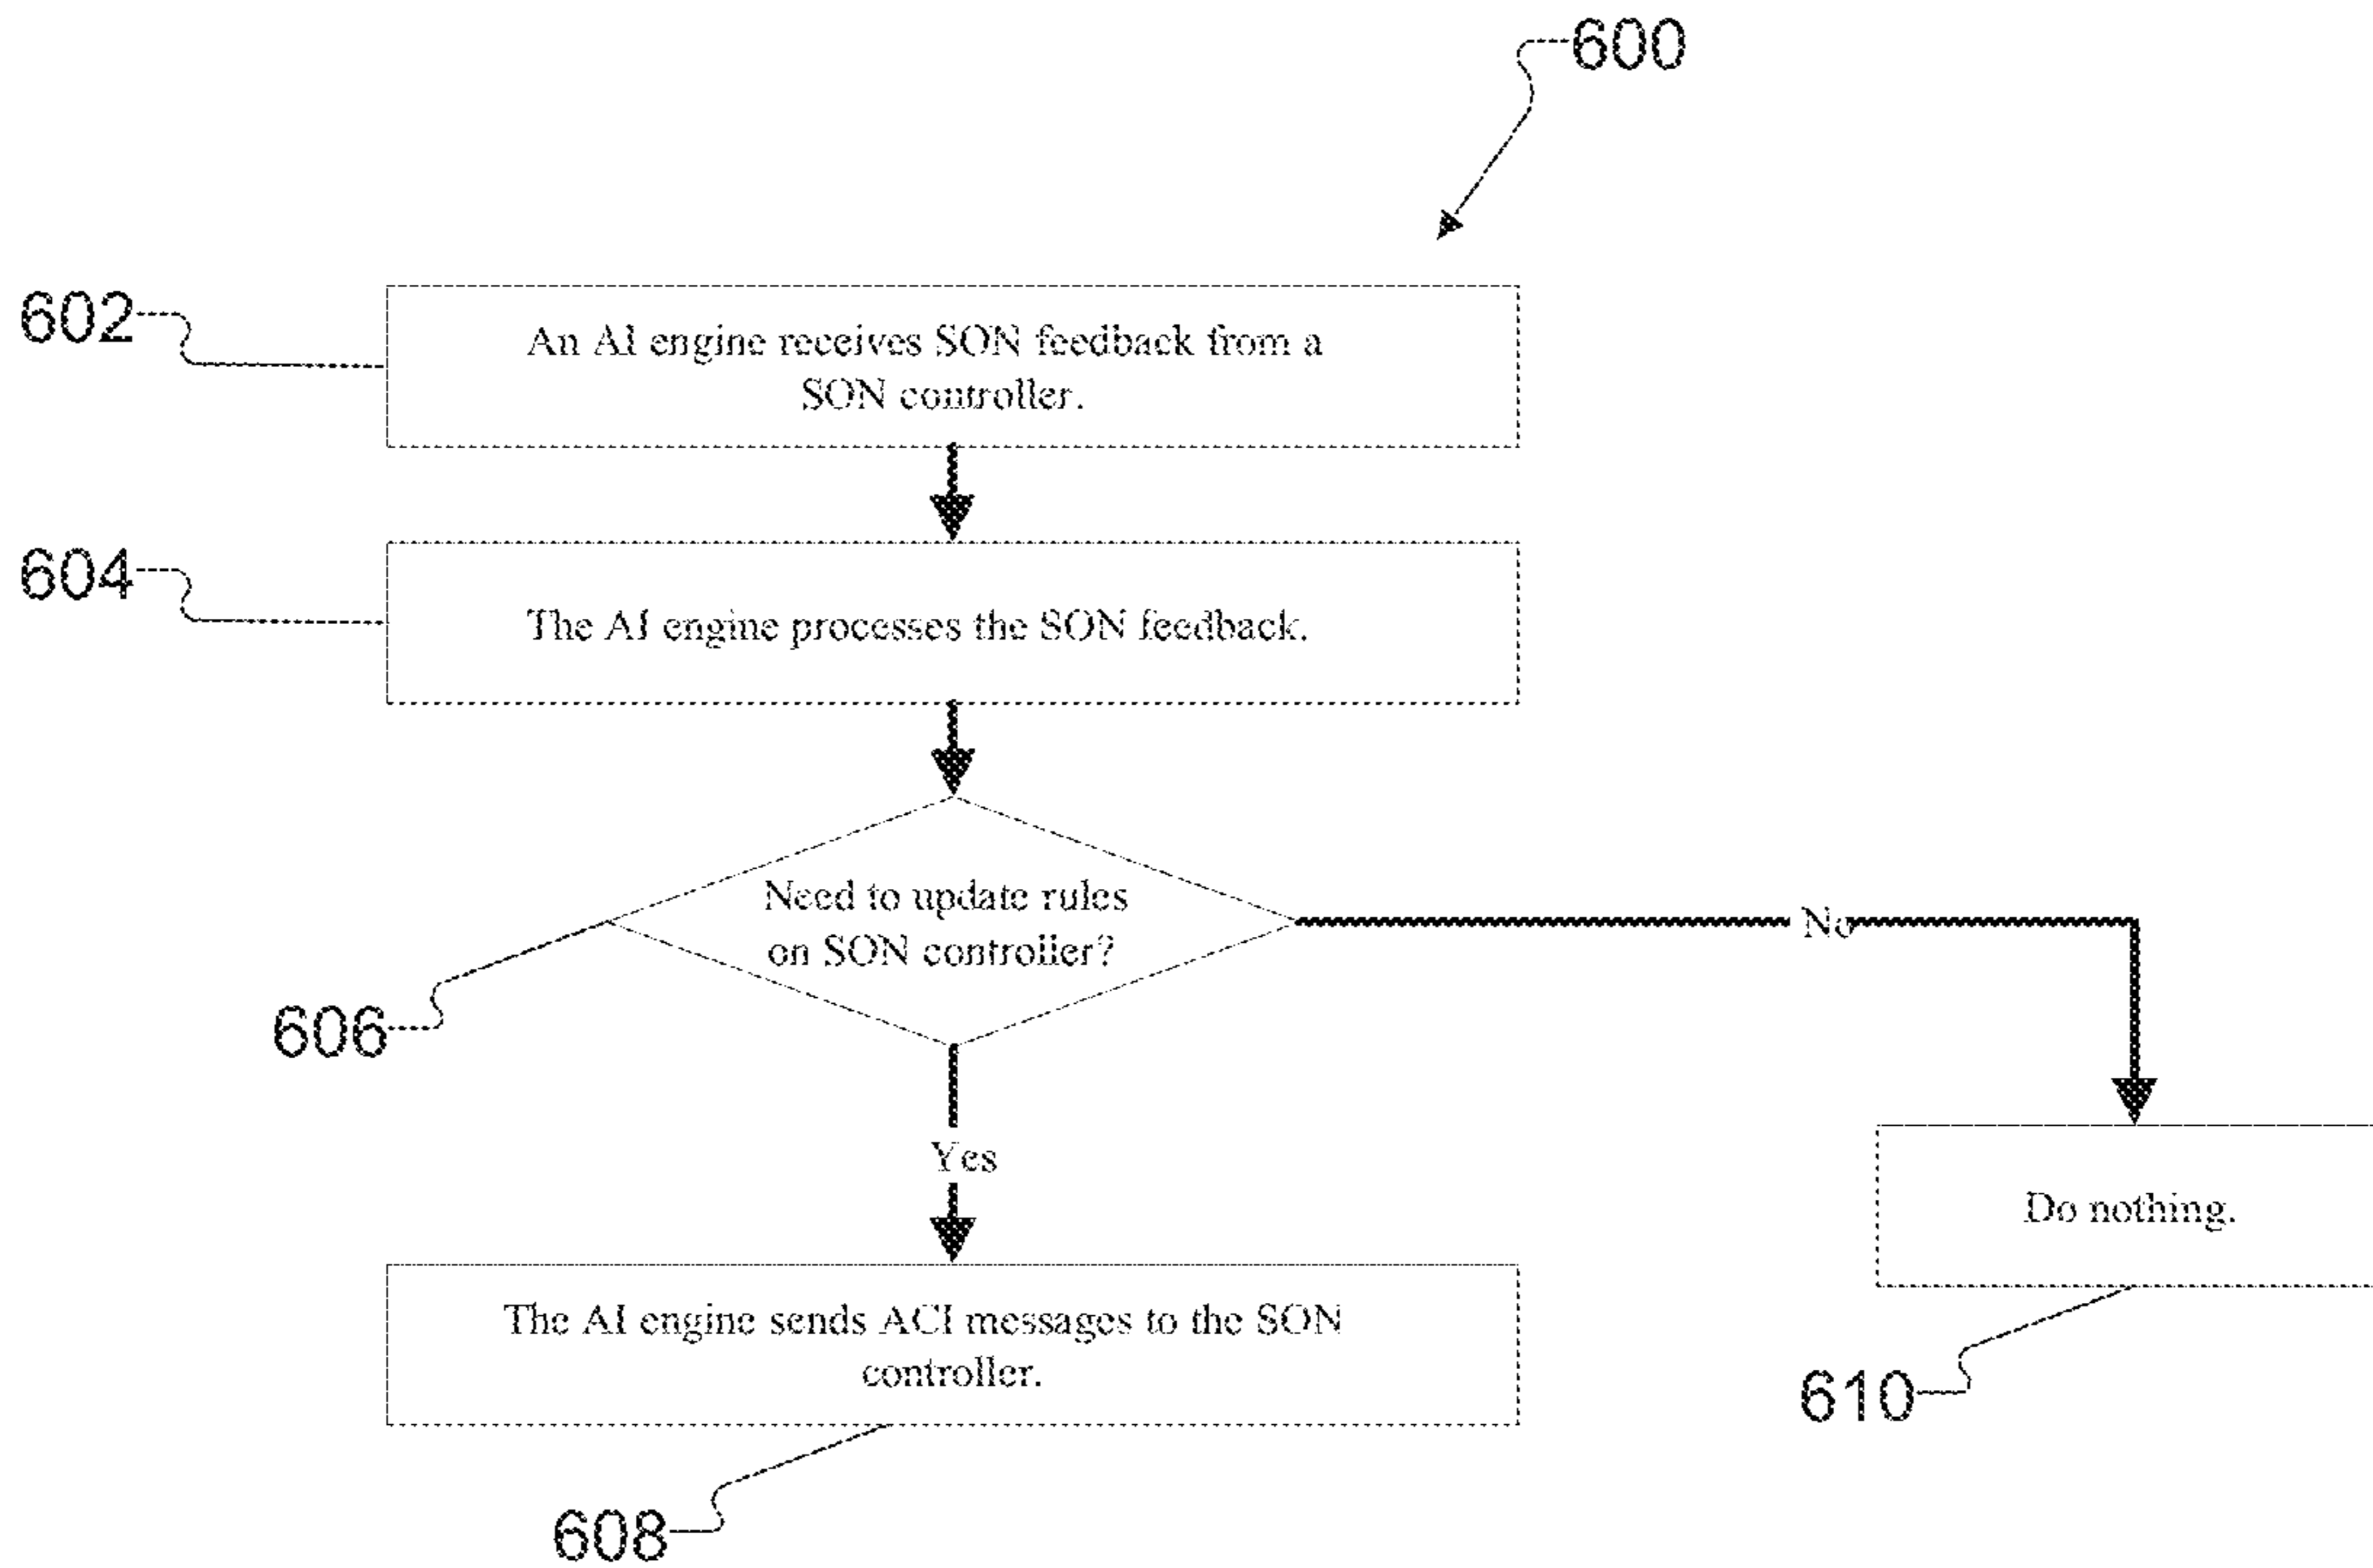 600
602
An AI engine receives SON feedback from a
SON controller.
604
The AI engine processes the SON feedback.
Need to update rules
on SON controller?
No
606
Yes
Do nothing.
The AI engine sends ACI messages to the SON
controller.
610
608